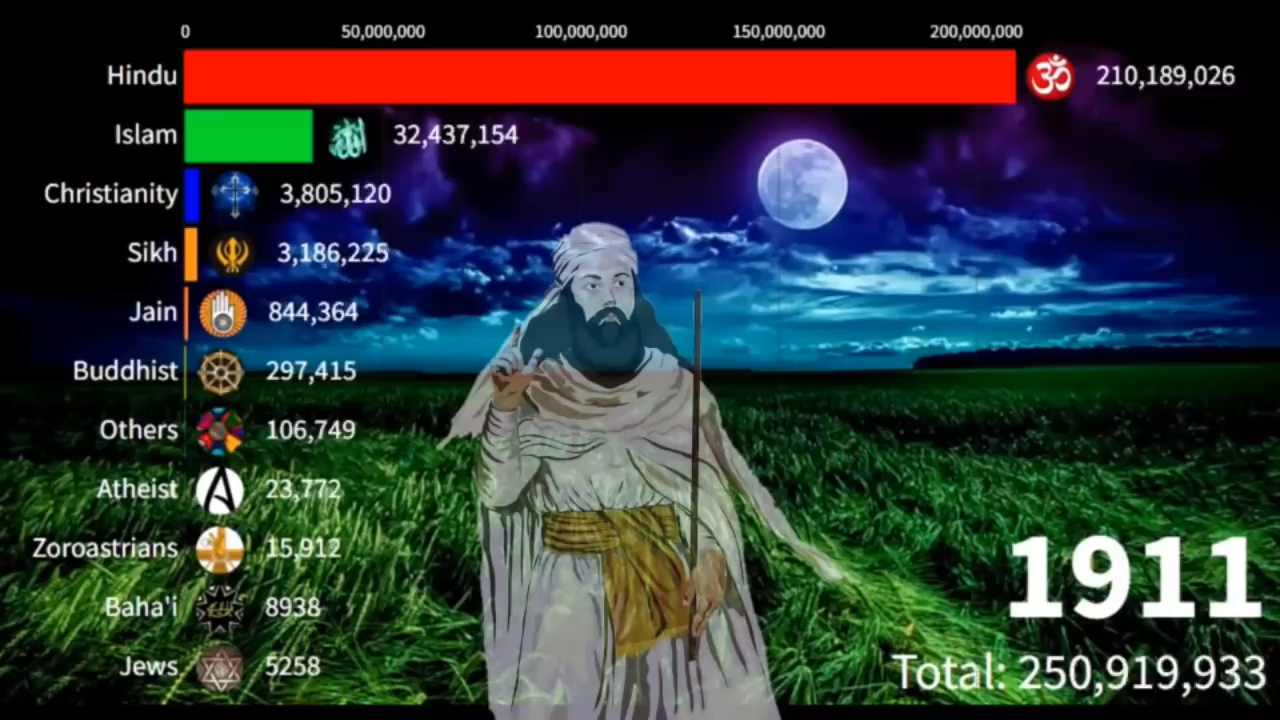 0 50,000,000 100,000,000 150,000,000 200,000,000
Hindu ॐ 210,189,026
Islam الله 32,437,154
Christianity 3,805,120
Sikh 3,186,225
Jain 844,364
Buddhist 297,415
Others 106,749
Atheist A 23,772
Zoroastrians 15,912
Baha'i 8938
Jews 5258
1911
Total: 250,919,933